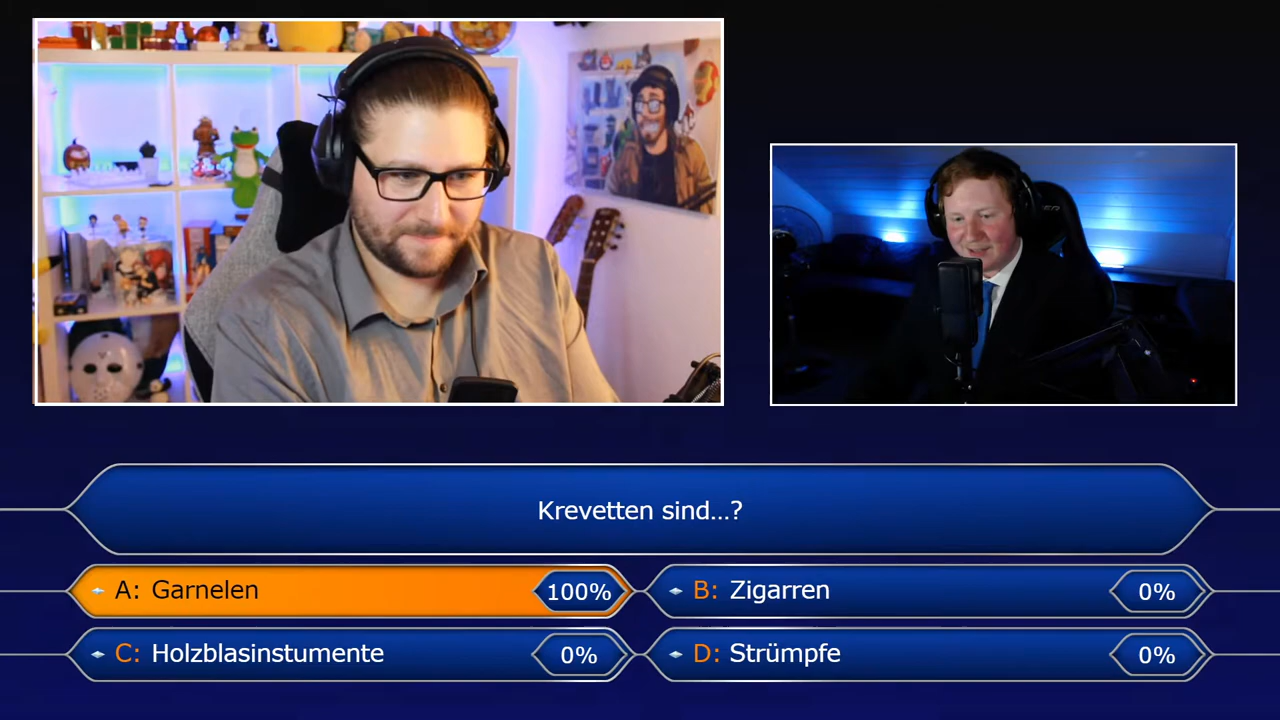 Krevetten sind...?
A: Garnelen 100%
B: Zigarren 0%
C: Holzblasinstumente 0%
D: Strümpfe 0%